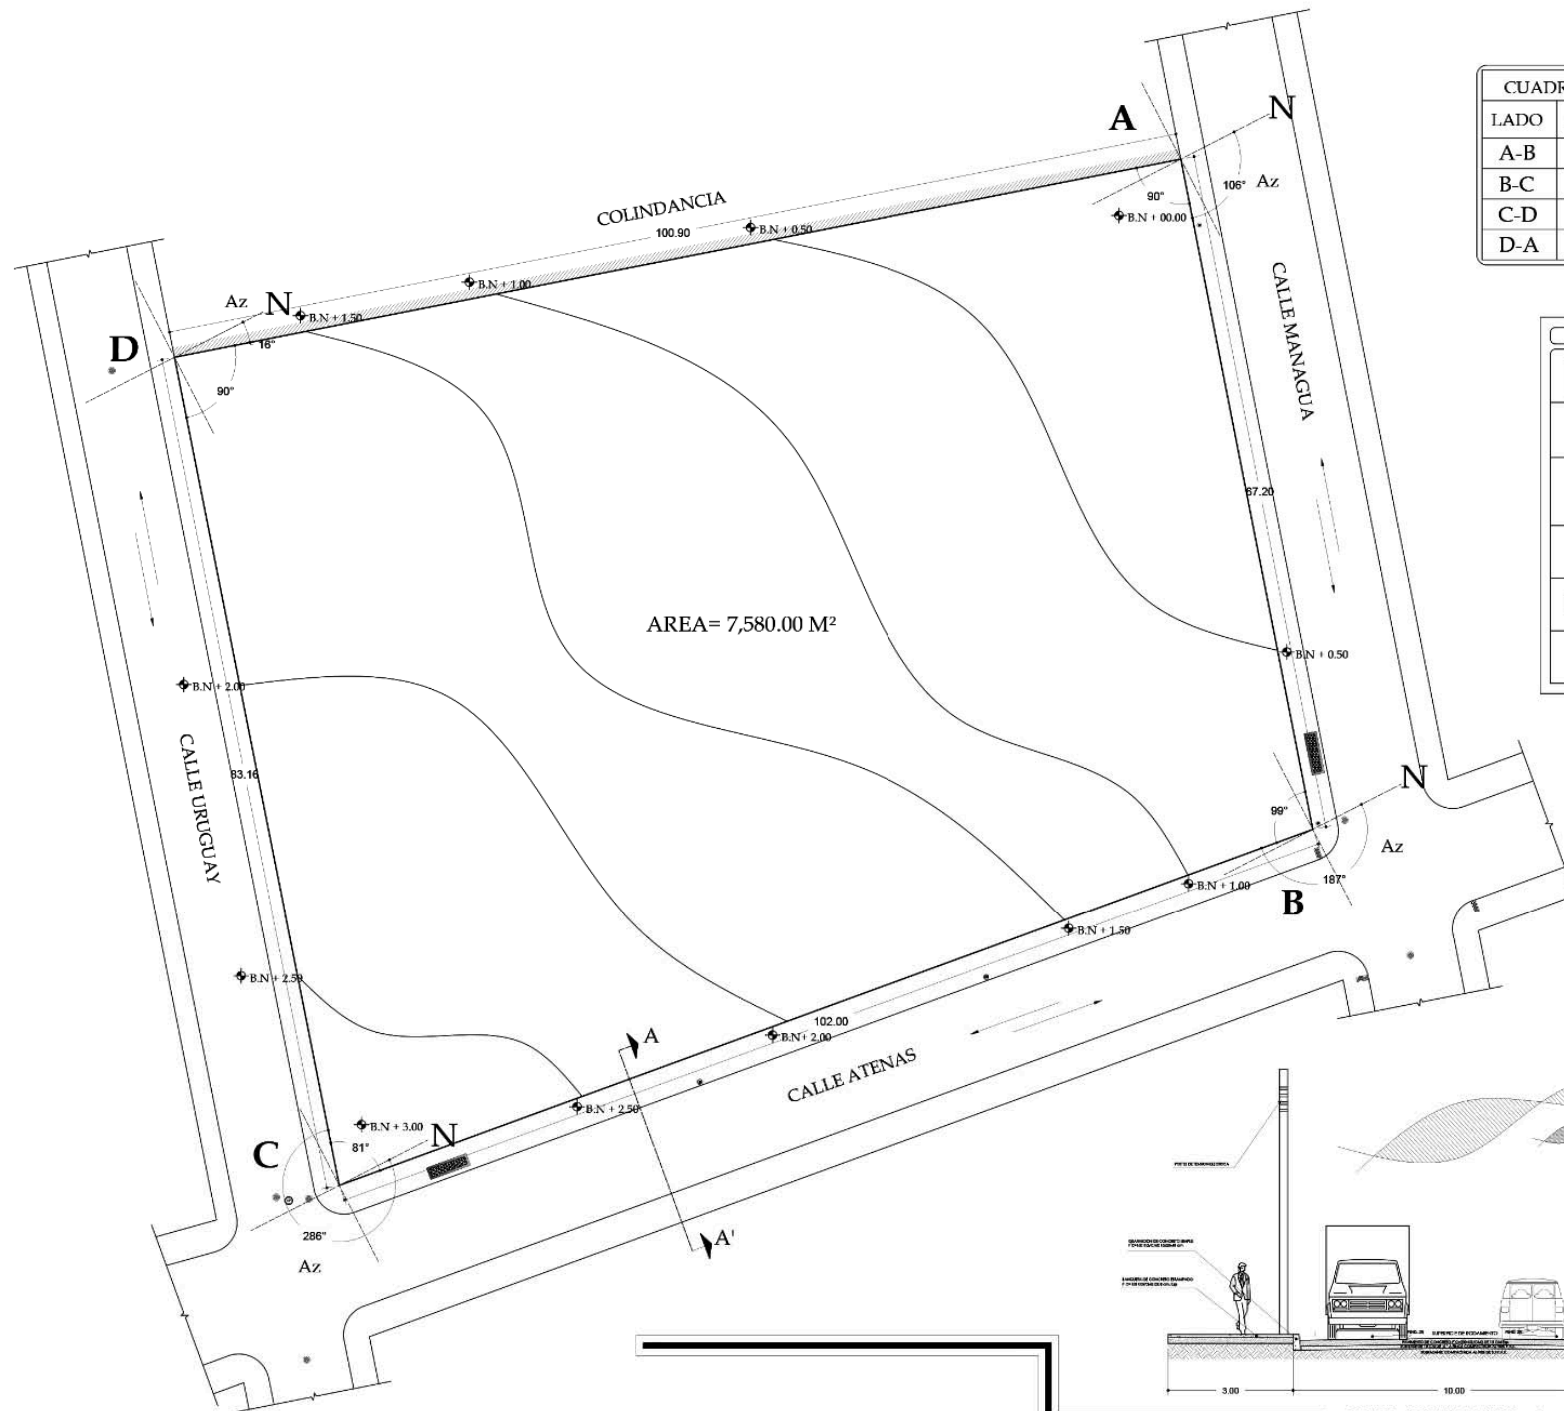 CUADR
LADO
A-B
B-C
C-D
D-A
A
N
90°
106°
Az
B.N + 00.00
COLINDANCIA
100.90
B.N + 0.50
B.N + 1.00
B.N + 1.50
Az
N
D
16°
90°
CALLE MANAGUA
67.20
AREA= 7,580.00 M²
B.N + 0.50
B.N + 2.00
CALLE URUGUAY
83.16
N
99°
Az
187°
B
B.N + 1.00
B.N + 1.50
B.N + 2.50
102.00
B.N + 2.00
A
CALLE ATENAS
B.N + 2.50
B.N + 3.00
N
C
81°
286°
Az
A'
SUPERFICIE DE RODAMIENTO
3.00
10.00